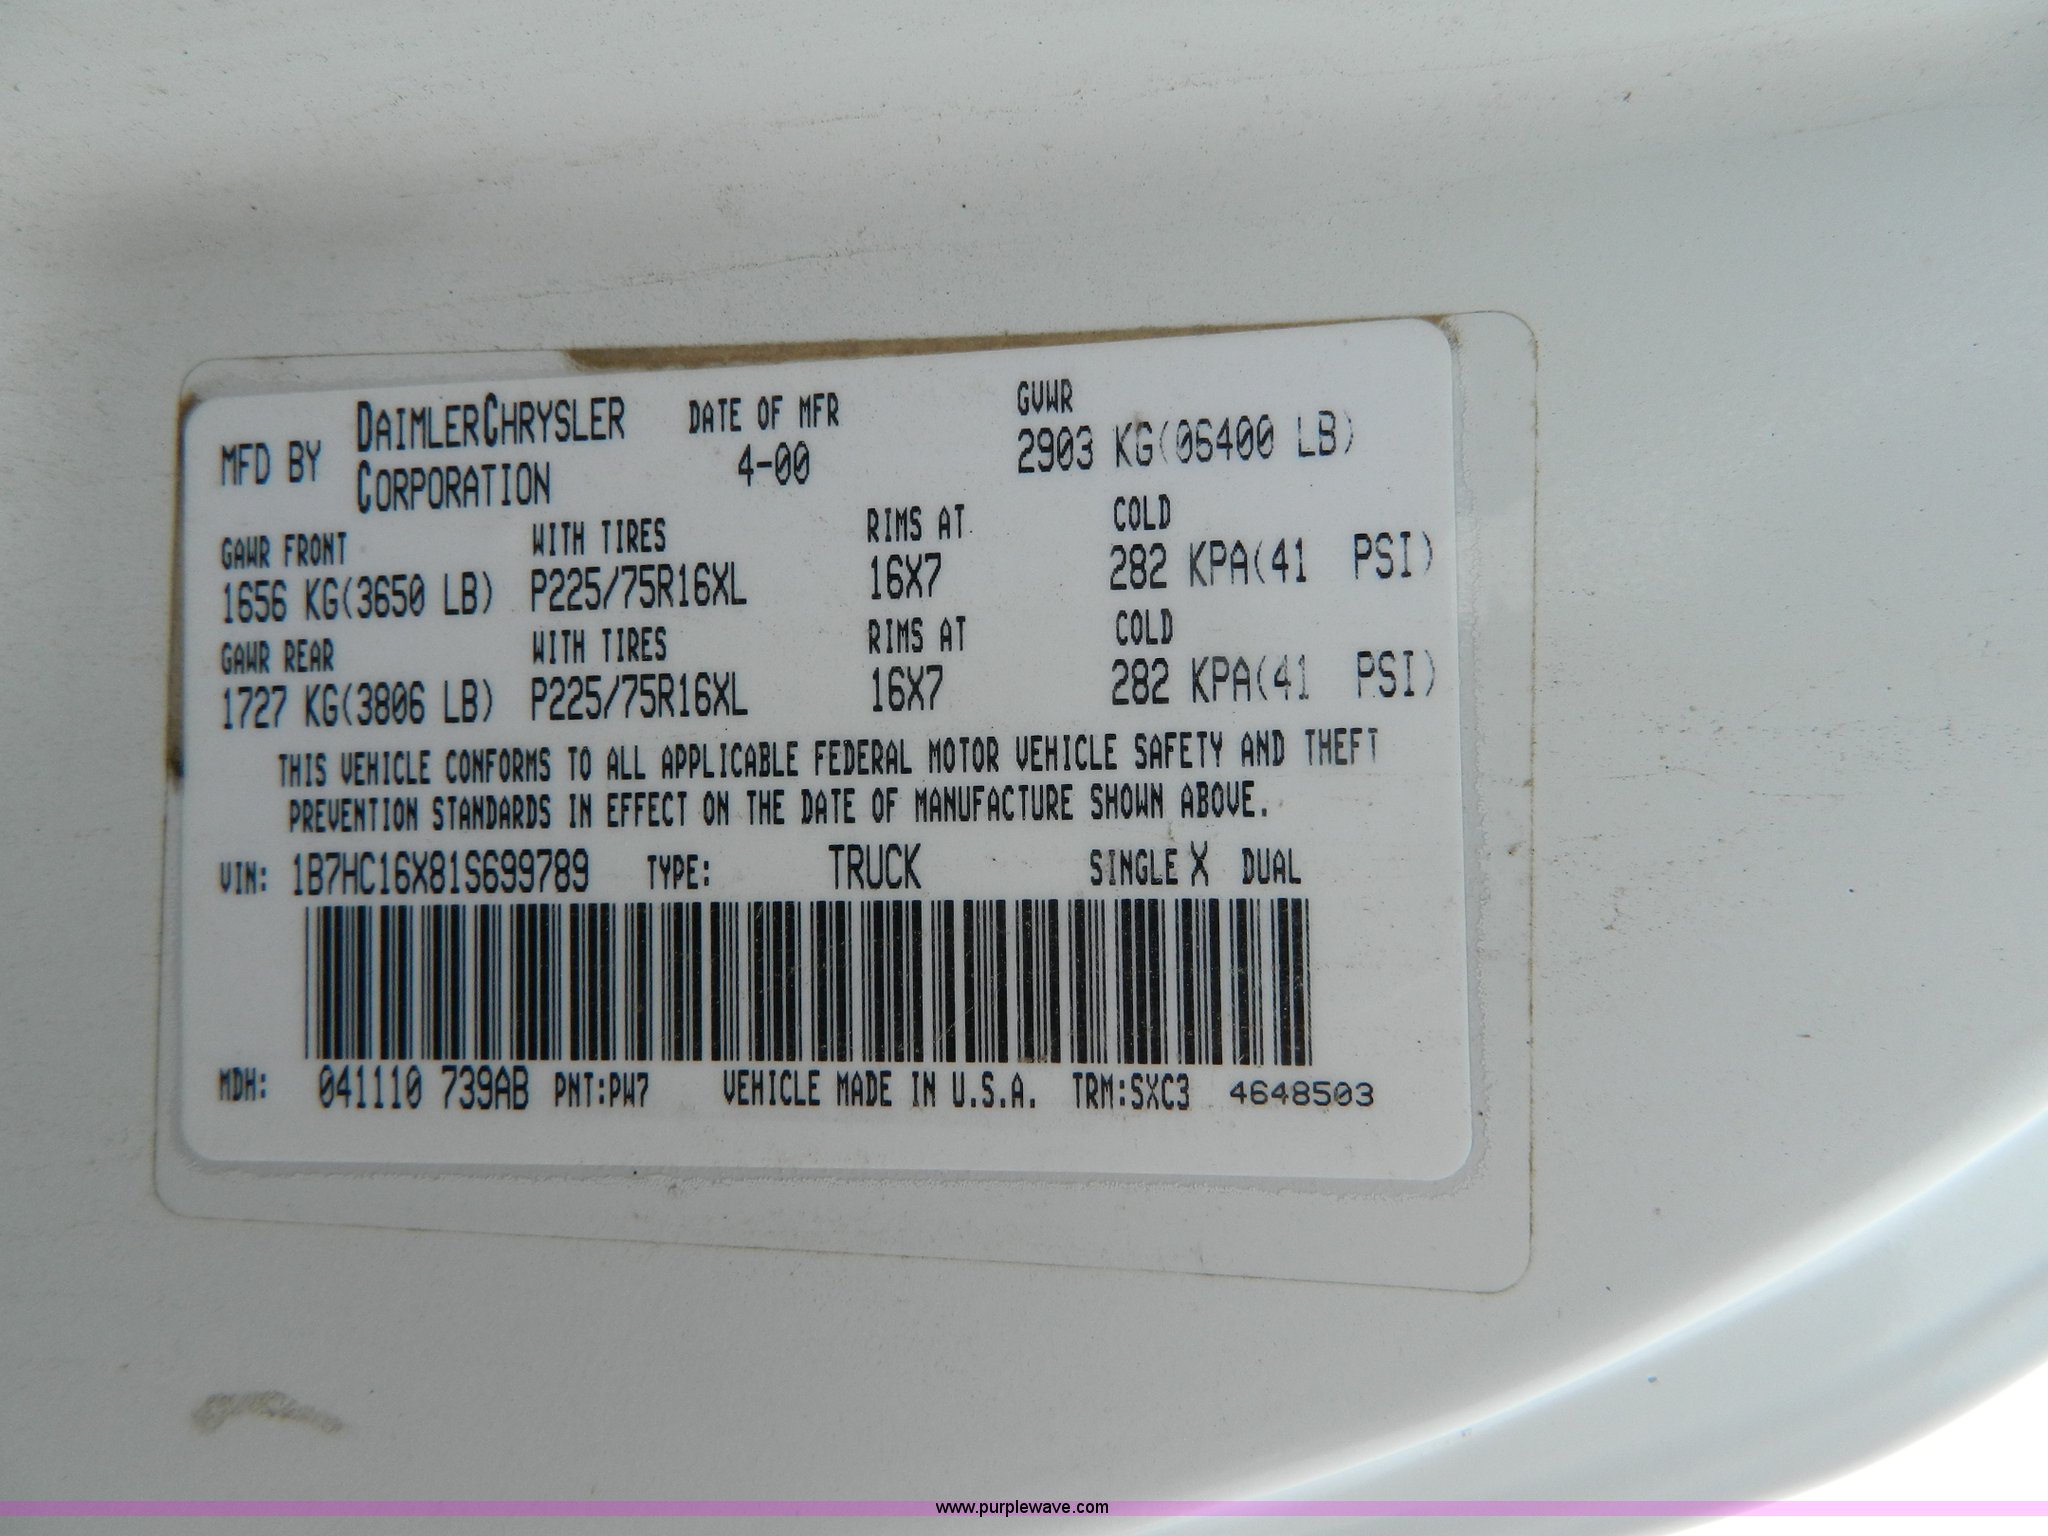 MFD BY DAIMLERCHRYSLER CORPORATION DATE OF MFR 4-00 GVWR 2903 KG(06400 LB)
GAWR FRONT WITH TIRES RIMS AT COLD
1656 KG(3650 LB) P225/75R16XL 16X7 282 KPA(41 PSI)
GAWR REAR WITH TIRES RIMS AT COLD
1727 KG(3806 LB) P225/75R16XL 16X7 282 KPA(41 PSI)
THIS VEHICLE CONFORMS TO ALL APPLICABLE FEDERAL MOTOR VEHICLE SAFETY AND THEFT
PREVENTION STANDARDS IN EFFECT ON THE DATE OF MANUFACTURE SHOWN ABOVE.
VIN: 1B7HC16X81S699789 TYPE: TRUCK SINGLE X DUAL
MDH: 041110 739AB PNT:PW7 VEHICLE MADE IN U.S.A. TRM:SXC3 4648503
www.purplewave.com